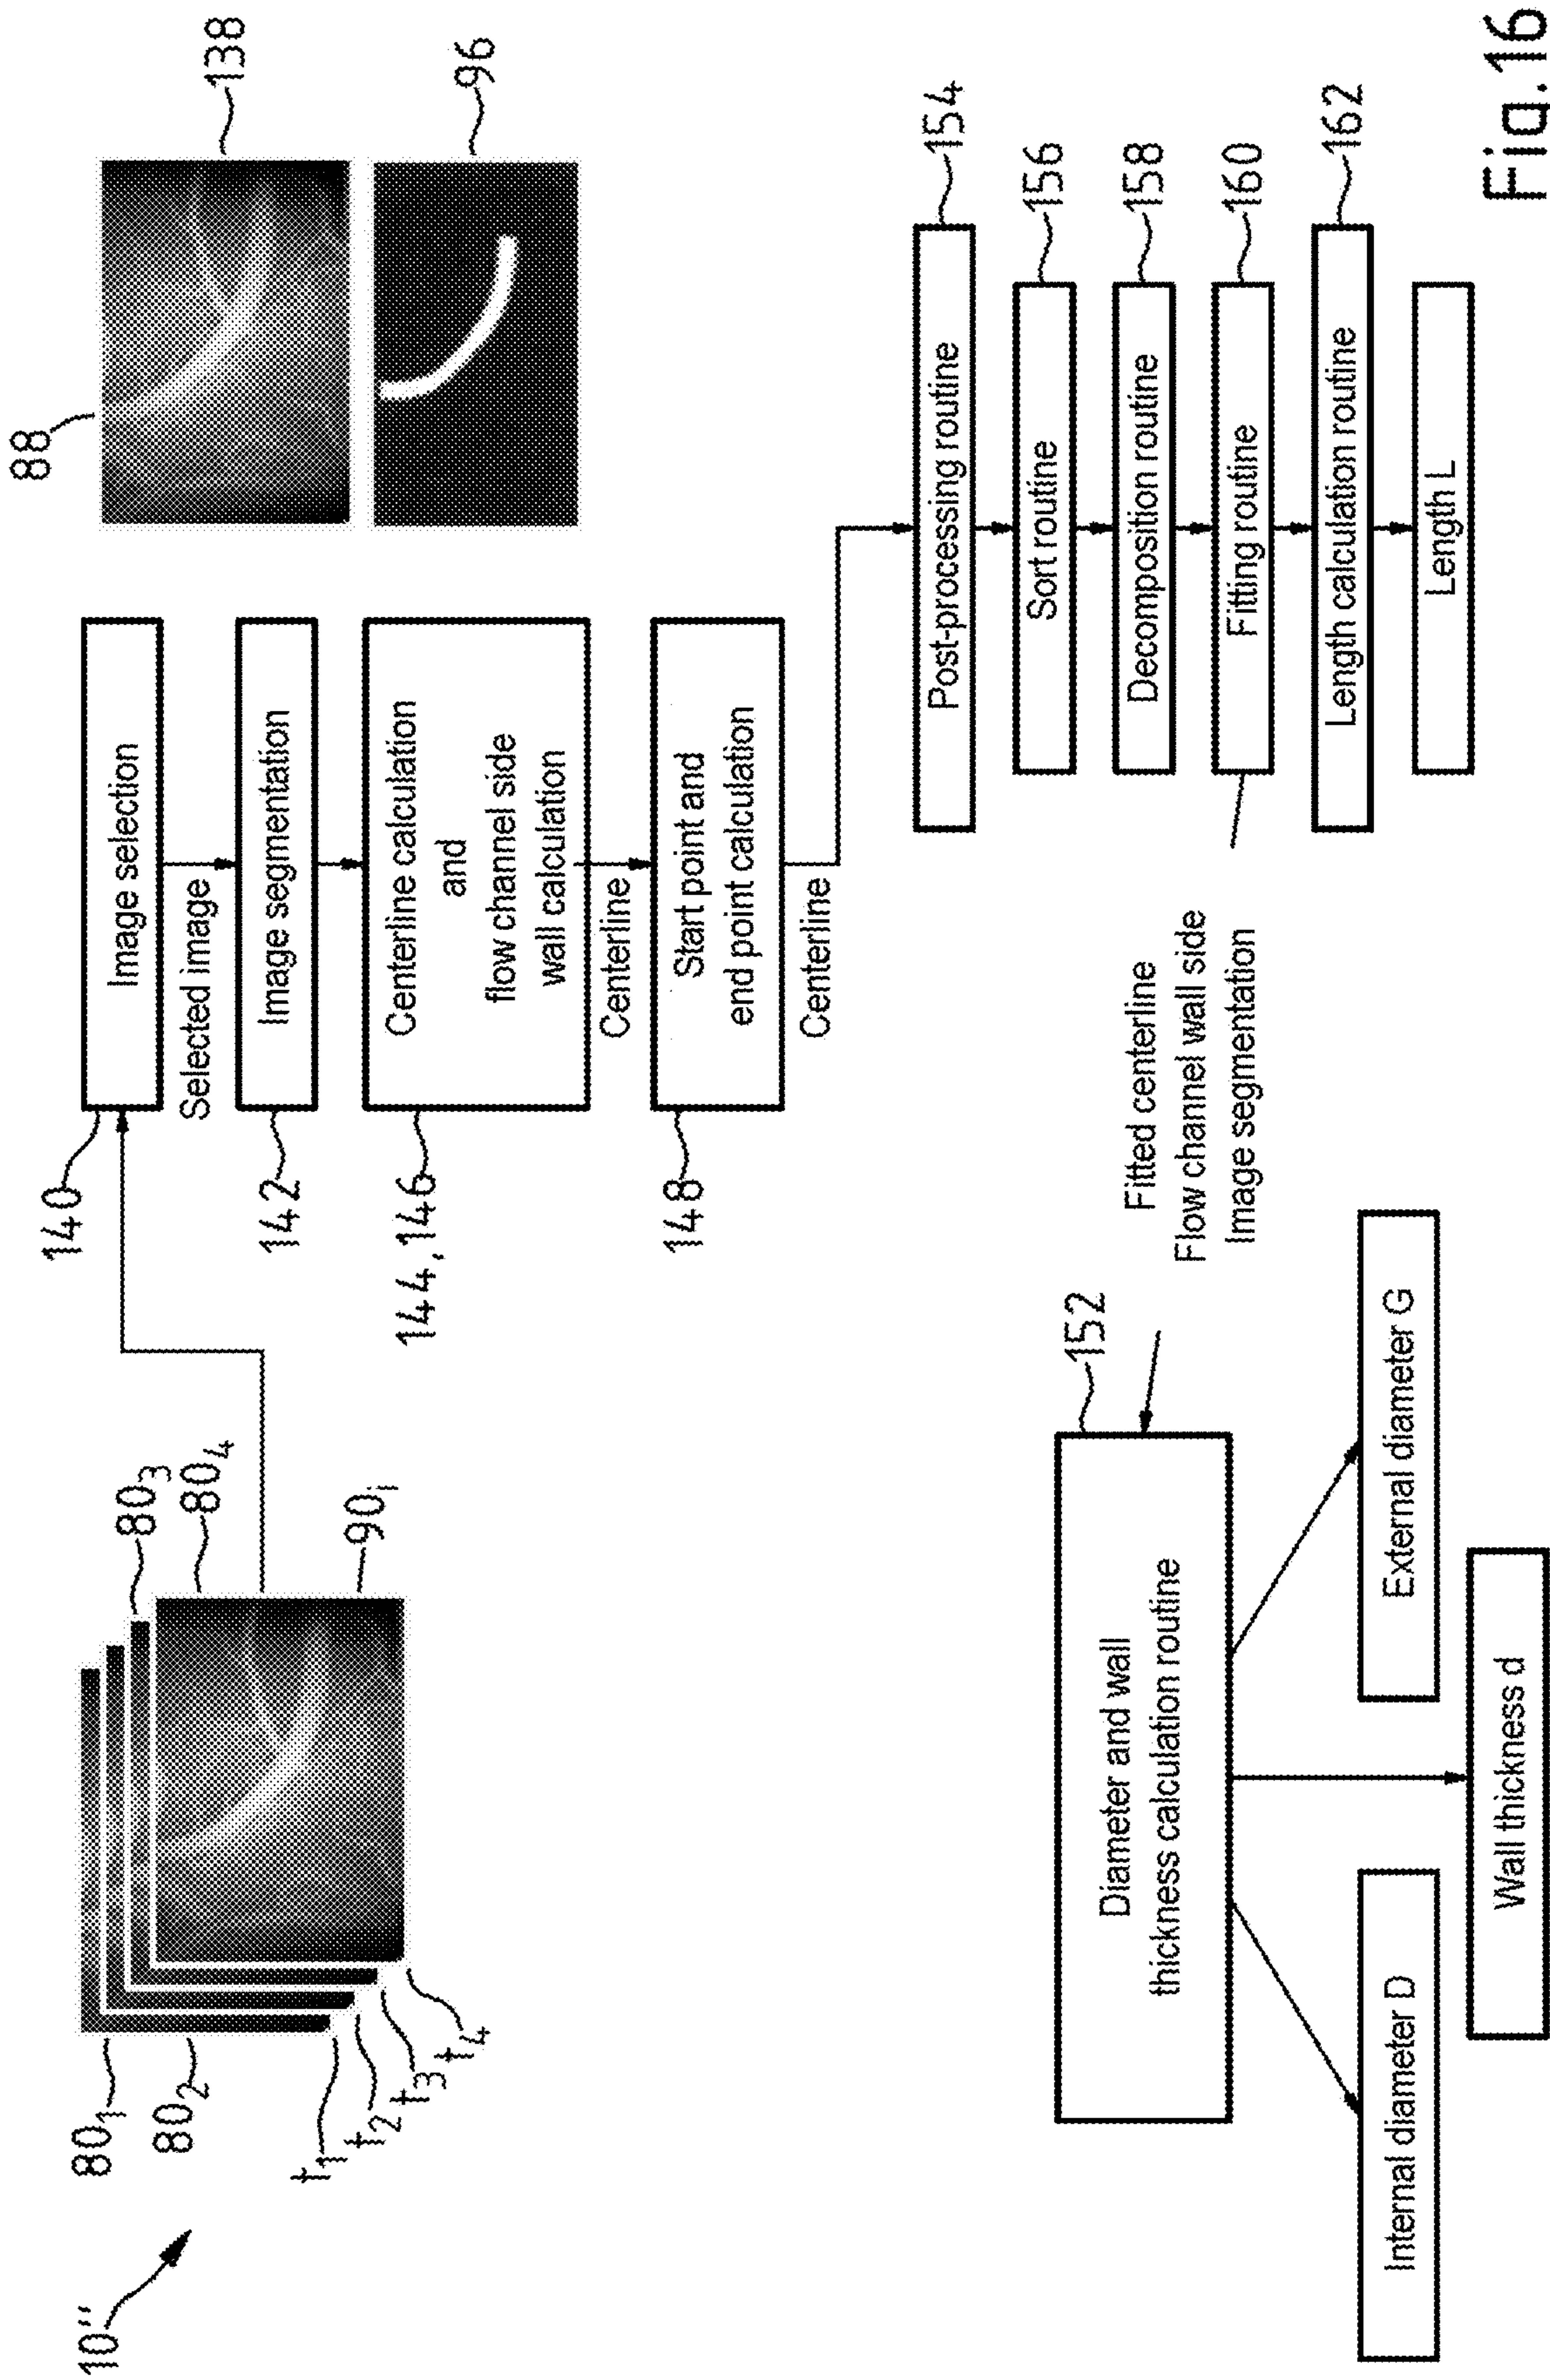 10''
80₁
80₂
80₃
80₄
90ᵢ
t₁
t₂
t₃
t₄
140
Image selection
Selected image
142
Image segmentation
144, 146
Centerline calculation
and
flow channel side
wall calculation
Centerline
148
Start point and
end point calculation
Centerline
88
138
96
Post-processing routine
154
Sort routine
156
Decomposition routine
158
Fitting routine
160
Length calculation routine
162
Length L
Fitted centerline
Flow channel wall side
Image segmentation
152
Diameter and wall
thickness calculation routine
Internal diameter D
Wall thickness d
External diameter G
Fig.16